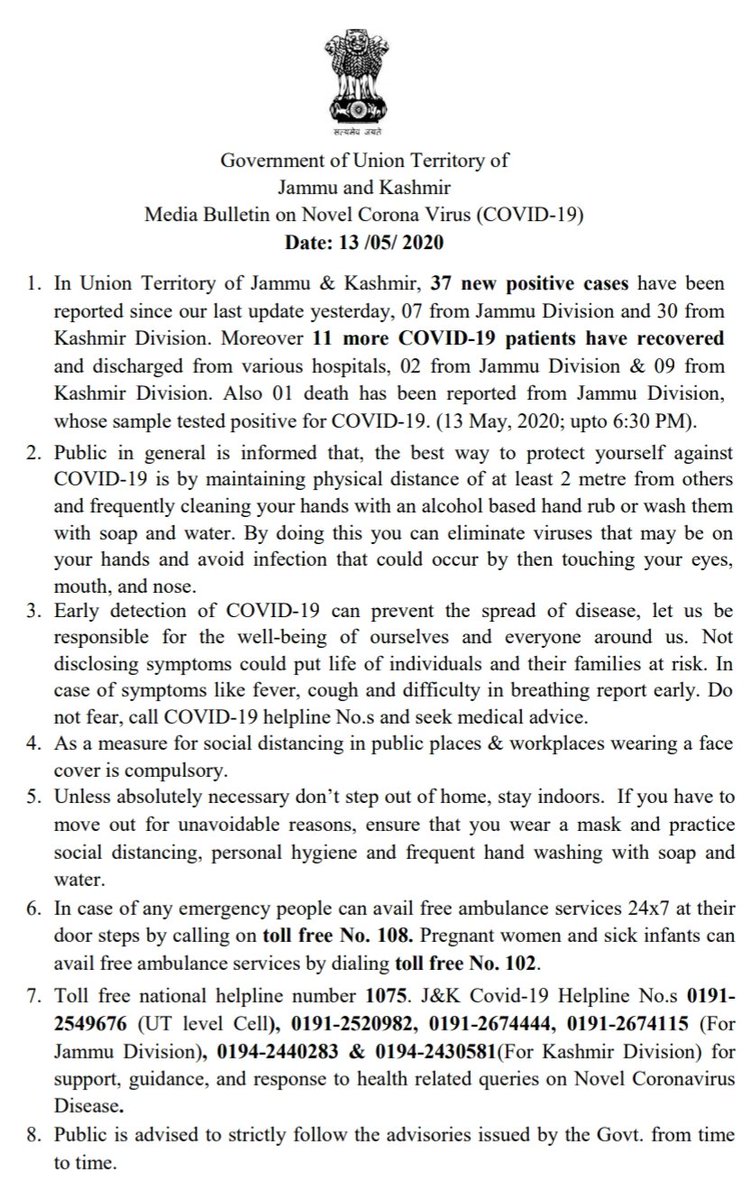 सत्यमेव जयते
Government of Union Territory of
Jammu and Kashmir
Media Bulletin on Novel Corona Virus (COVID-19)
Date: 13 /05/ 2020
1. In Union Territory of Jammu & Kashmir, 37 new positive cases have been
reported since our last update yesterday, 07 from Jammu Division and 30 from
Kashmir Division. Moreover 11 more COVID-19 patients have recovered
and discharged from various hospitals, 02 from Jammu Division & 09 from
Kashmir Division. Also 01 death has been reported from Jammu Division,
whose sample tested positive for COVID-19. (13 May, 2020; upto 6:30 PM).
2. Public in general is informed that, the best way to protect yourself against
COVID-19 is by maintaining physical distance of at least 2 metre from others
and frequently cleaning your hands with an alcohol based hand rub or wash them
with soap and water. By doing this you can eliminate viruses that may be on
your hands and avoid infection that could occur by then touching your eyes,
mouth, and nose.
3. Early detection of COVID-19 can prevent the spread of disease, let us be
responsible for the well-being of ourselves and everyone around us. Not
disclosing symptoms could put life of individuals and their families at risk. In
case of symptoms like fever, cough and difficulty in breathing report early. Do
not fear, call COVID-19 helpline No.s and seek medical advice.
4. As a measure for social distancing in public places & workplaces wearing a face
cover is compulsory.
5. Unless absolutely necessary don’t step out of home, stay indoors. If you have to
move out for unavoidable reasons, ensure that you wear a mask and practice
social distancing, personal hygiene and frequent hand washing with soap and
water.
6. In case of any emergency people can avail free ambulance services 24x7 at their
door steps by calling on toll free No. 108. Pregnant women and sick infants can
avail free ambulance services by dialing toll free No. 102.
7. Toll free national helpline number 1075. J&K Covid-19 Helpline No.s 0191-
2549676 (UT level Cell), 0191-2520982, 0191-2674444, 0191-2674115 (For
Jammu Division), 0194-2440283 & 0194-2430581(For Kashmir Division) for
support, guidance, and response to health related queries on Novel Coronavirus
Disease.
8. Public is advised to strictly follow the advisories issued by the Govt. from time
to time.